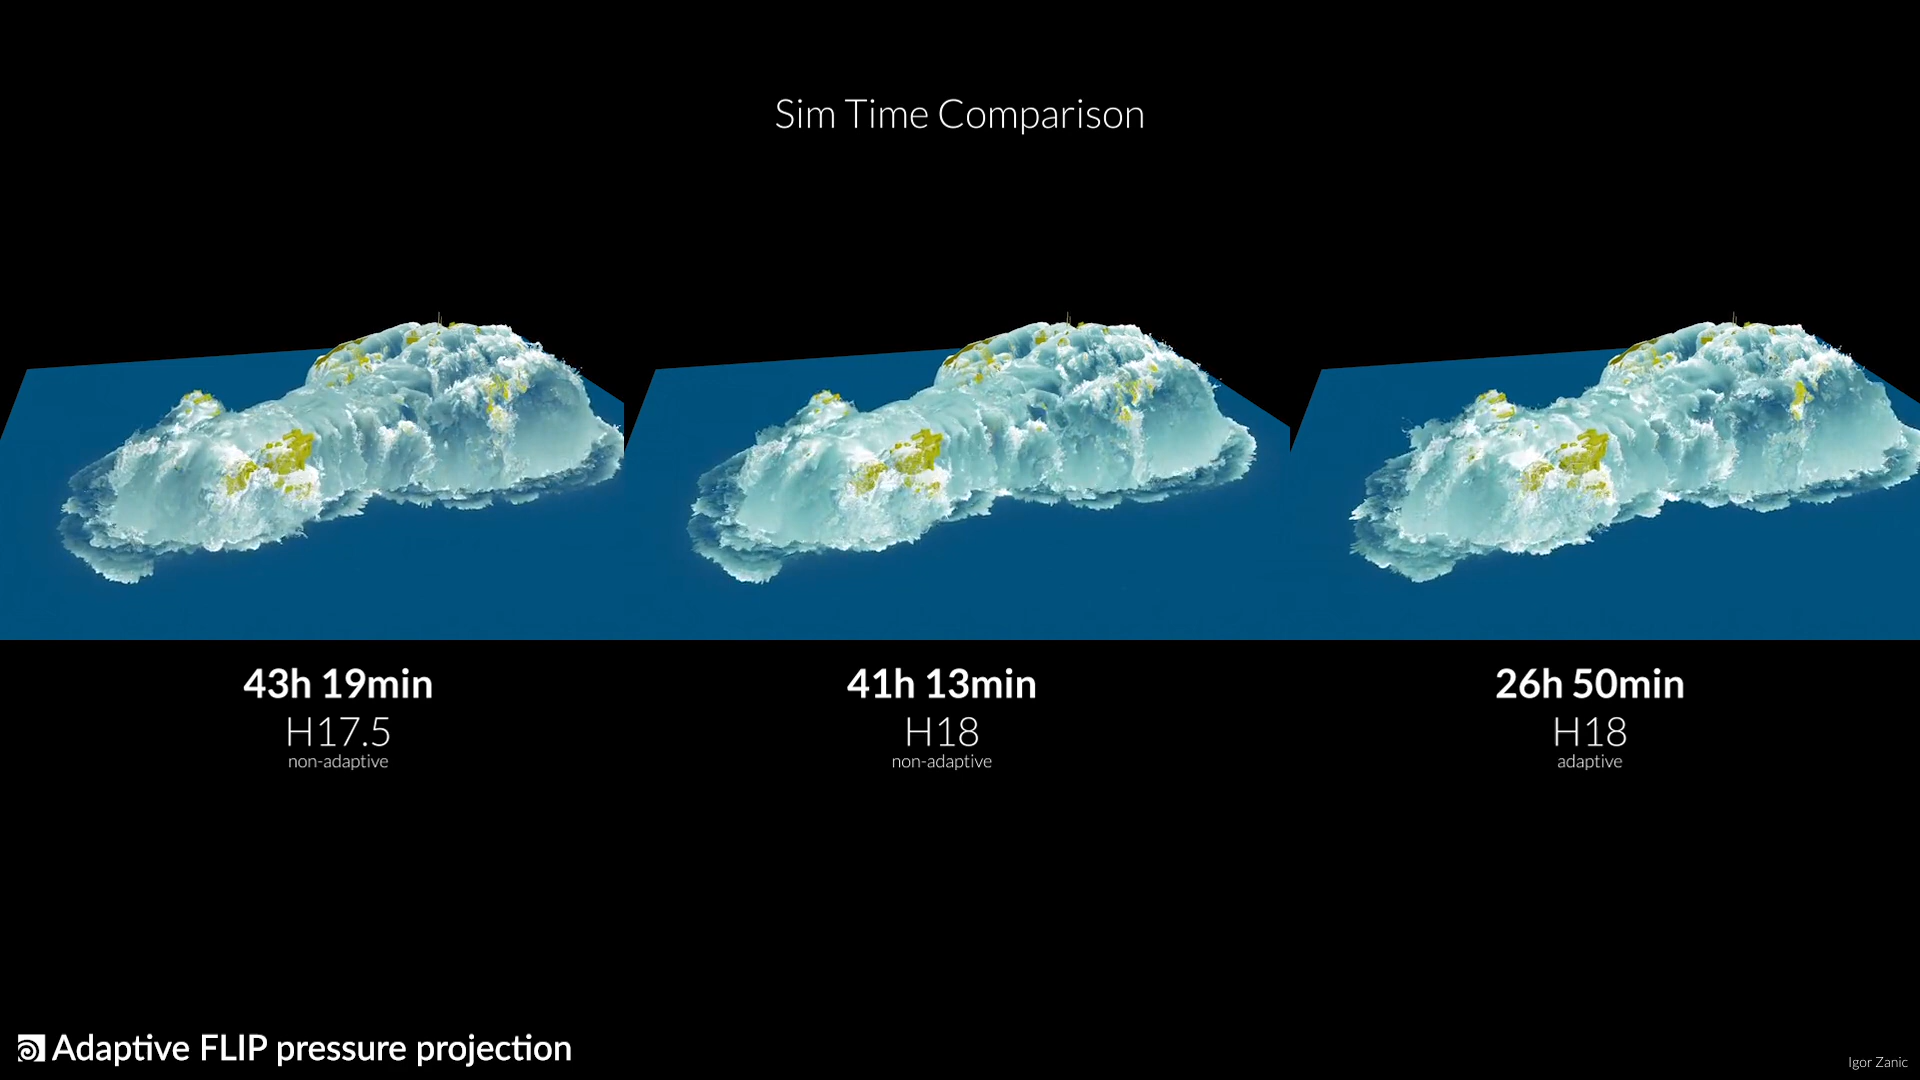 Sim Time Comparison
43h 19min
H17.5
non-adaptive
41h 13min
H18
non-adaptive
26h 50min
H18
adaptive
Adaptive FLIP pressure projection
Igor Zanic